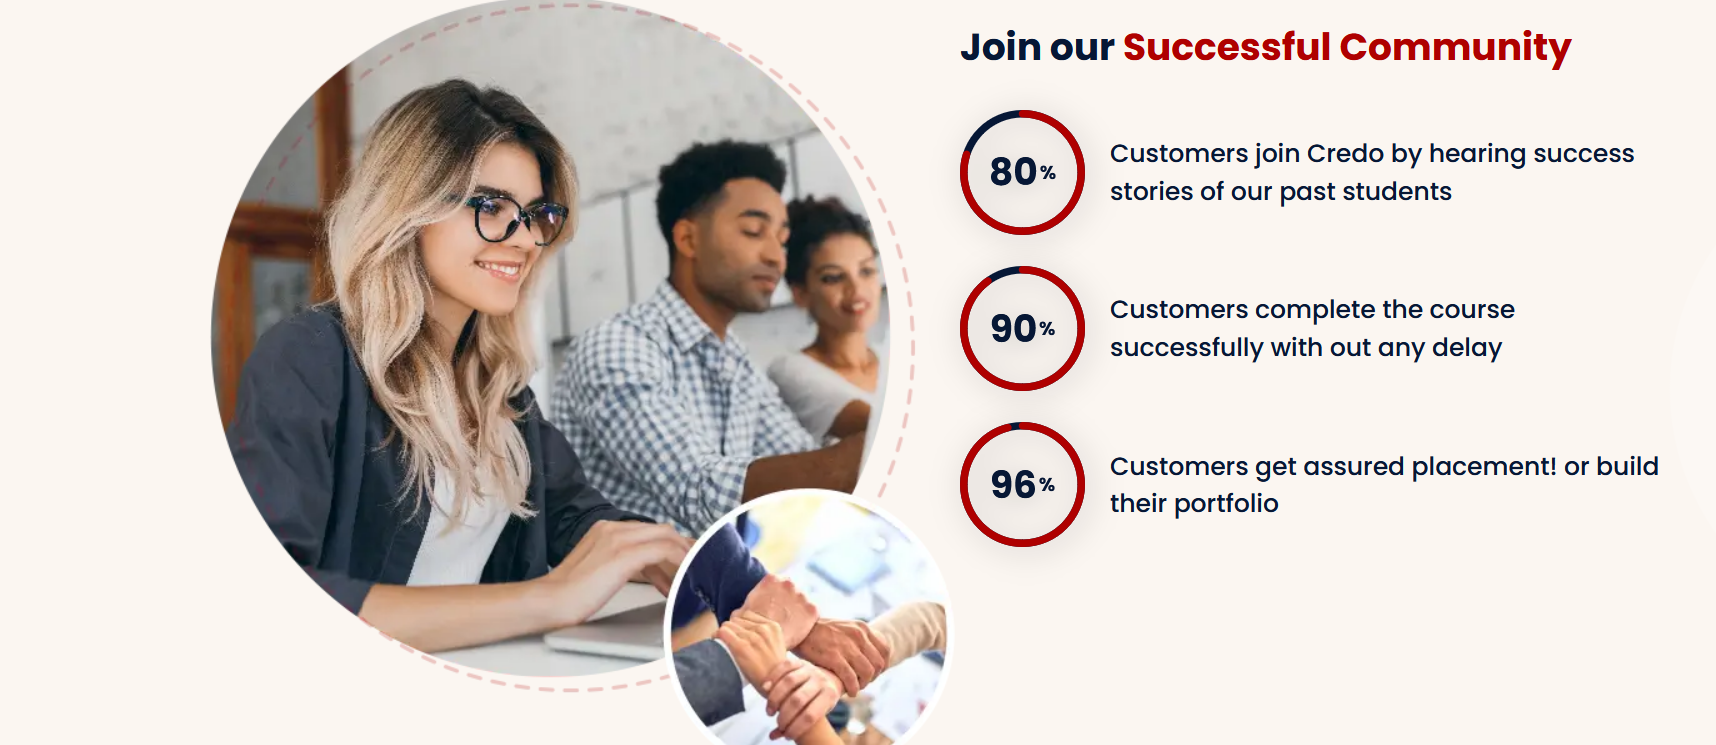 Join our Successful Community
80%
Customers join Credo by hearing success
stories of our past students
90%
Customers complete the course
successfully with out any delay
96%
Customers get assured placement! or build
their portfolio